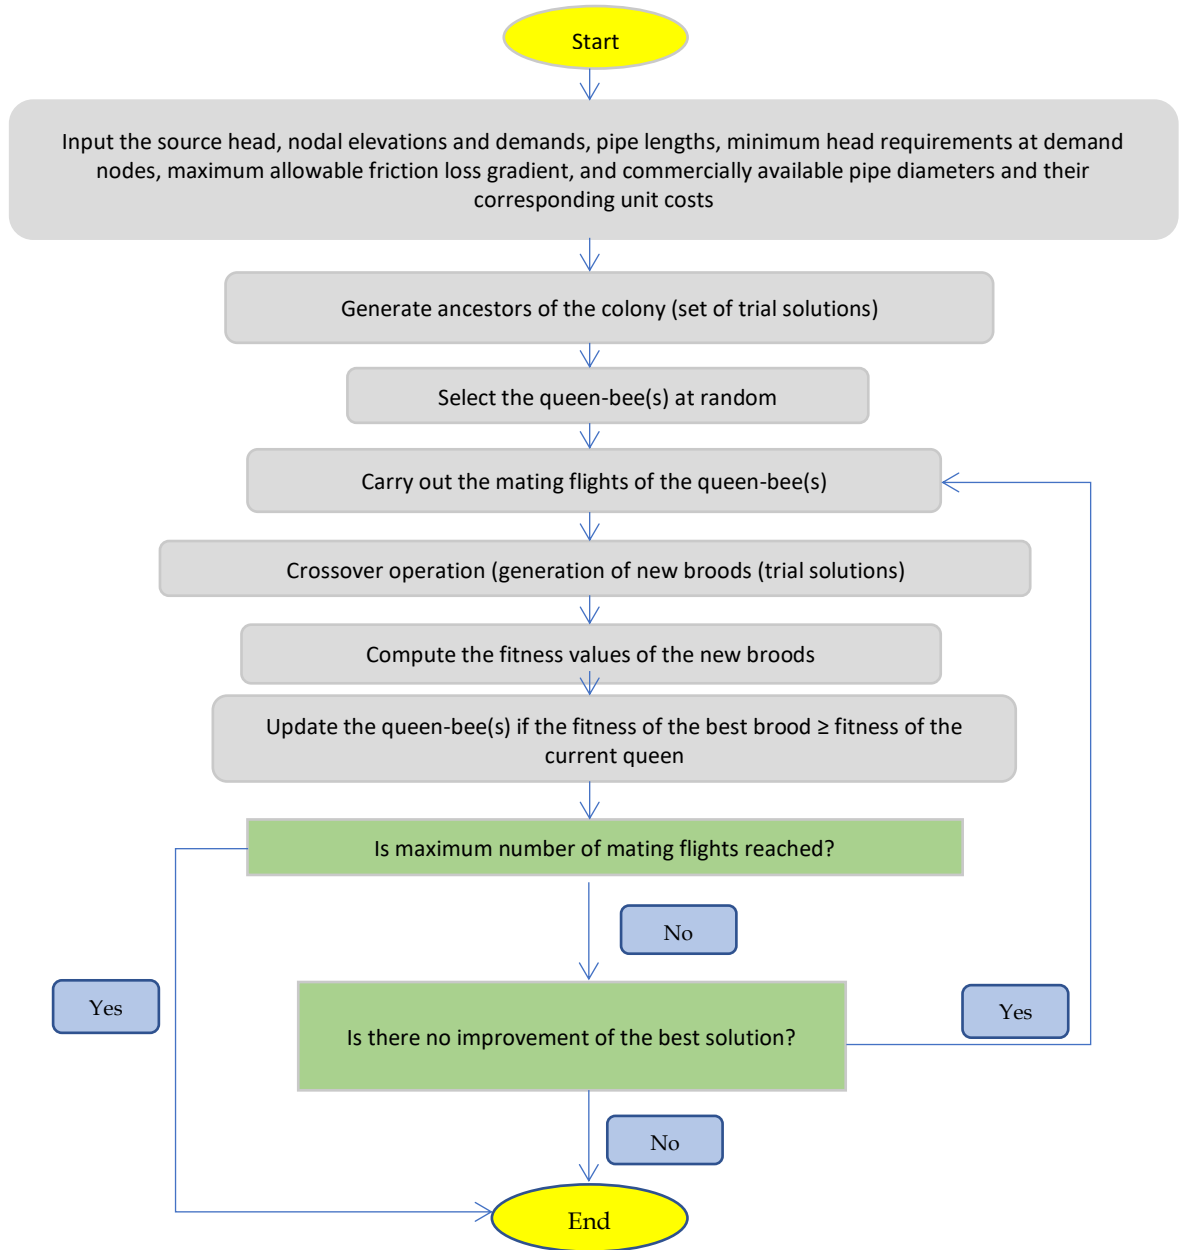 Start
Input the source head, nodal elevations and demands, pipe lengths, minimum head requirements at demand
nodes, maximum allowable friction loss gradient, and commercially available pipe diameters and their
corresponding unit costs
Generate ancestors of the colony (set of trial solutions)
Select the queen-bee(s) at random
Carry out the mating flights of the queen-bee(s)
Crossover operation (generation of new broods (trial solutions)
Compute the fitness values of the new broods
Update the queen-bee(s) if the fitness of the best brood ≥ fitness of the
current queen
Is maximum number of mating flights reached?
No
Yes
Yes
Is there no improvement of the best solution?
No
End